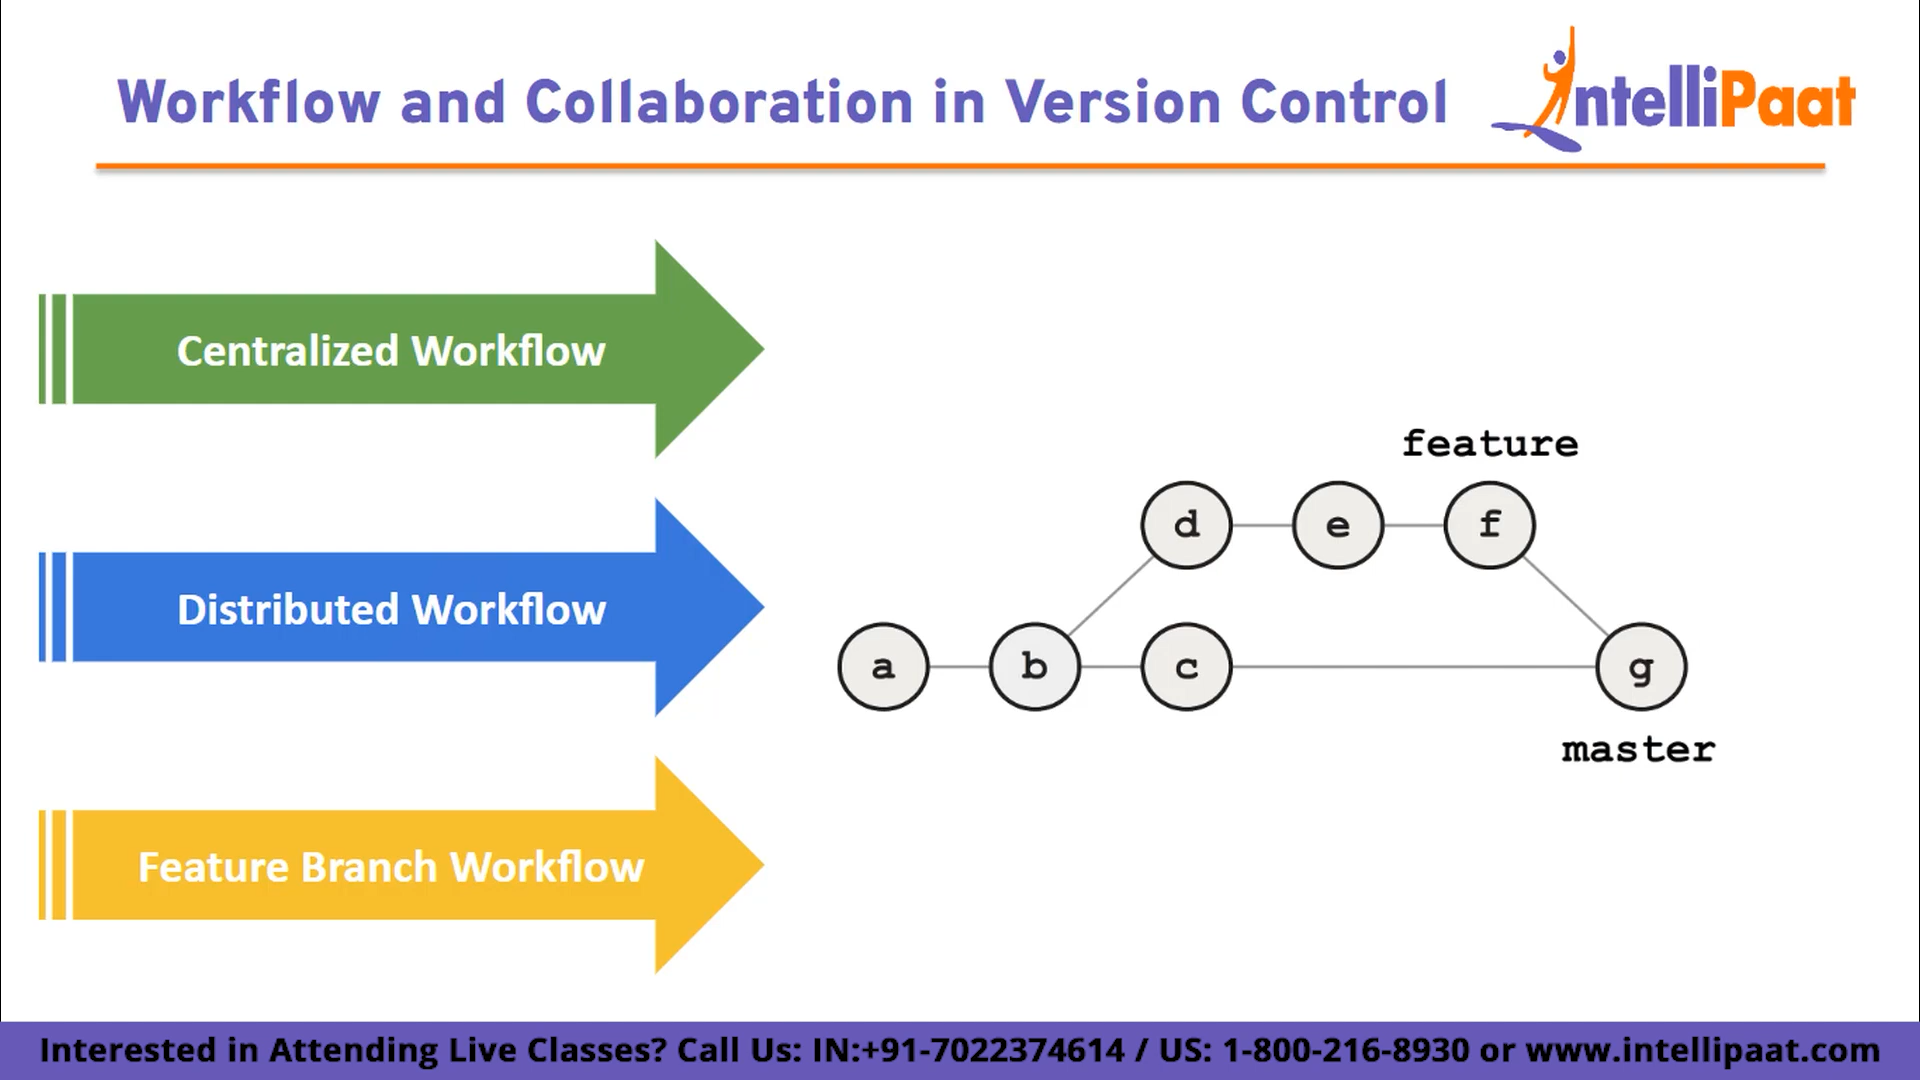 Workflow and Collaboration in Version Control
IntelliPaat
Centralized Workflow
Distributed Workflow
Feature Branch Workflow
feature
d e f
a b c g
master
Interested in Attending Live Classes? Call Us: IN:+91-7022374614 / US: 1-800-216-8930 or www.intellipaat.com